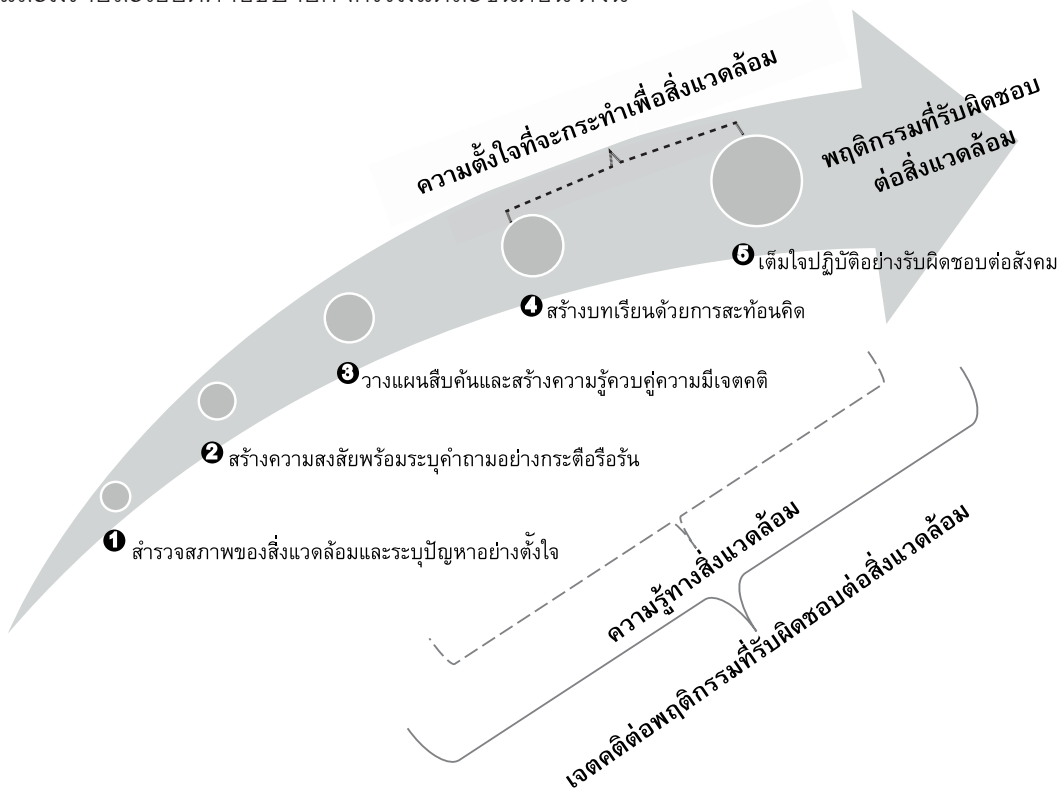 ความตั้งใจที่จะกระทำเพื่อสิ่งแวดล้อม
พฤติกรรมที่รับผิดชอบ
ต่อสิ่งแวดล้อม
5 เต็มใจปฏิบัติอย่างรับผิดชอบต่อสังคม
4 สร้างบทเรียนด้วยการสะท้อนคิด
3 วางแผนสืบค้นและสร้างความรู้ควบคู่ความมีเจตคติ
2 สร้างความสงสัยพร้อมระบุคำถามอย่างกระตือรือร้น
1 สำรวจสภาพของสิ่งแวดล้อมและระบุปัญหาอย่างตั้งใจ
ความรู้ทางสิ่งแวดล้อม
เจตคติต่อพฤติกรรมที่รับผิดชอบต่อสิ่งแวดล้อม